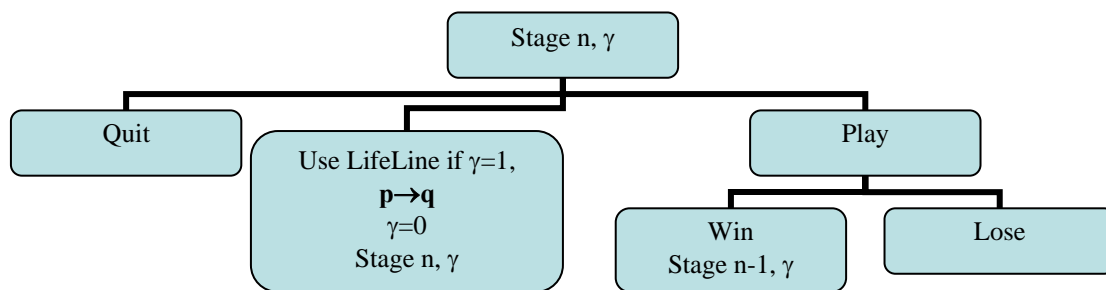 Stage n, γ
Quit
Use LifeLine if γ=1,
p→q
γ=0
Stage n, γ
Play
Win
Stage n-1, γ
Lose